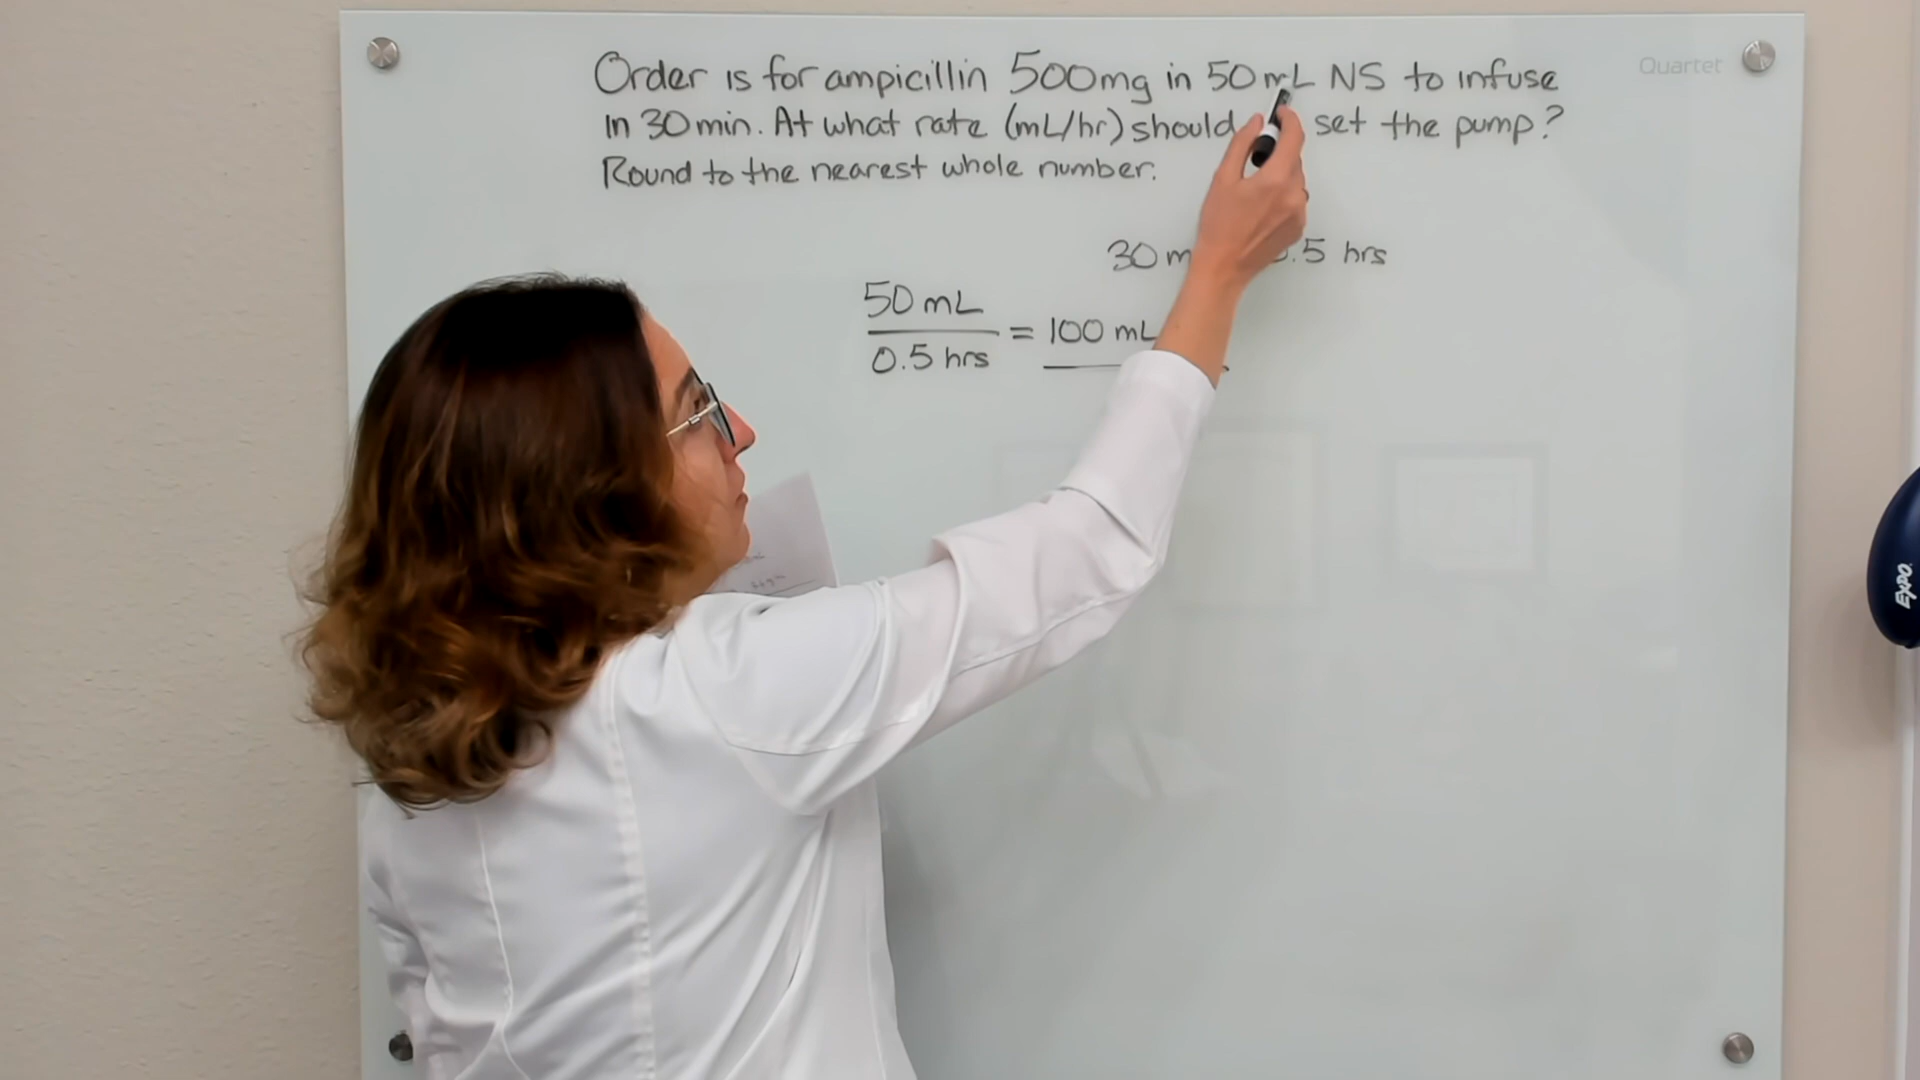 Order is for ampicillin 500mg in 50mL NS to infuse
in 30min. At what rate (mL/hr) should set the pump?
Round to the nearest whole number.
30 .5 hrs
50 mL
0.5 hrs
= 100 mL
Quartet
EXPO